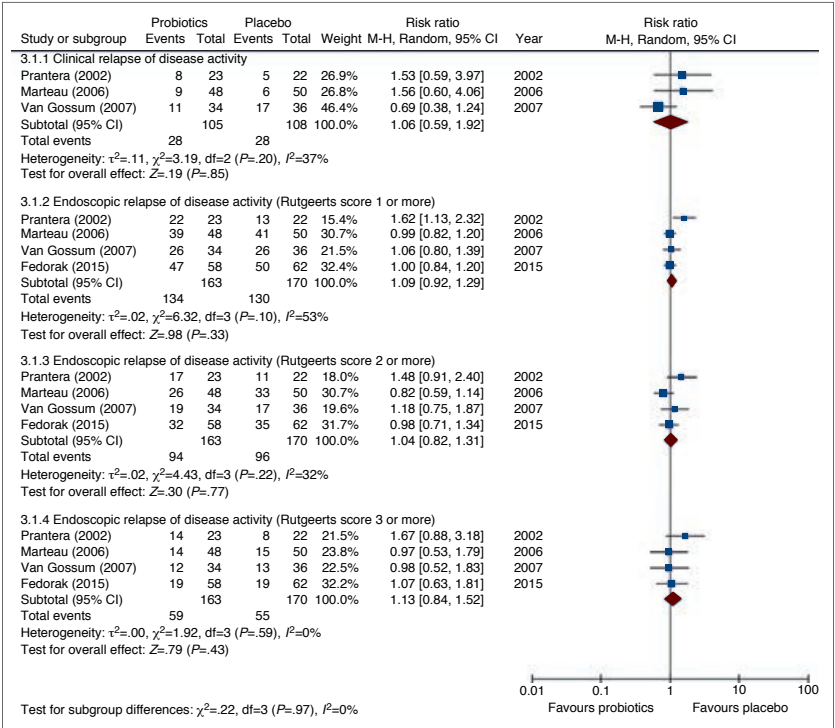 Probiotics Placebo Risk ratio Risk ratio
Study or subgroup Events Total Events Total Weight M-H, Random, 95% CI Year M-H, Random, 95% CI
3.1.1 Clinical relapse of disease activity
Prantera (2002) 8 23 5 22 26.9% 1.53 [0.59, 3.97] 2002
Marteau (2006) 9 48 6 50 26.8% 1.56 [0.60, 4.06] 2006
Van Gossum (2007) 11 34 17 36 46.4% 0.69 [0.38, 1.24] 2007
Subtotal (95% CI) 105 108 100.0% 1.06 [0.59, 1.92]
Total events 28 28
Heterogeneity: τ²=.11, χ²=3.19, df=2 (P=.20), I²=37%
Test for overall effect: Z=.19 (P=.85)
3.1.2 Endoscopic relapse of disease activity (Rutgeerts score 1 or more)
Prantera (2002) 22 23 13 22 15.4% 1.62 [1.13, 2.32] 2002
Marteau (2006) 39 48 41 50 30.7% 0.99 [0.82, 1.20] 2006
Van Gossum (2007) 26 34 26 36 21.5% 1.06 [0.80, 1.39] 2007
Fedorak (2015) 47 58 50 62 32.4% 1.00 [0.84, 1.20] 2015
Subtotal (95% CI) 163 170 100.0% 1.09 [0.92, 1.29]
Total events 134 130
Heterogeneity: τ²=.02, χ²=6.32, df=3 (P=.10), I²=53%
Test for overall effect: Z=.98 (P=.33)
3.1.3 Endoscopic relapse of disease activity (Rutgeerts score 2 or more)
Prantera (2002) 17 23 11 22 18.0% 1.48 [0.91, 2.40] 2002
Marteau (2006) 26 48 33 50 30.7% 0.82 [0.59, 1.14] 2006
Van Gossum (2007) 19 34 17 36 19.6% 1.18 [0.75, 1.87] 2007
Fedorak (2015) 32 58 35 62 31.7% 0.98 [0.71, 1.34] 2015
Subtotal (95% CI) 163 170 100.0% 1.04 [0.82, 1.31]
Total events 94 96
Heterogeneity: τ²=.02, χ²=4.43, df=3 (P=.22), I²=32%
Test for overall effect: Z=.30 (P=.77)
3.1.4 Endoscopic relapse of disease activity (Rutgeerts score 3 or more)
Prantera (2002) 14 23 8 22 21.5% 1.67 [0.88, 3.18] 2002
Marteau (2006) 14 48 15 50 23.8% 0.97 [0.53, 1.79] 2006
Van Gossum (2007) 12 34 13 36 22.5% 0.98 [0.52, 1.83] 2007
Fedorak (2015) 19 58 19 62 32.2% 1.07 [0.63, 1.81] 2015
Subtotal (95% CI) 163 170 100.0% 1.13 [0.84, 1.52]
Total events 59 55
Heterogeneity: τ²=.00, χ²=1.92, df=3 (P=.59), I²=0%
Test for overall effect: Z=.79 (P=.43)
0.01 0.1 1 10 100
Test for subgroup differences: χ²=.22, df=3 (P=.97), I²=0% Favours probiotics Favours placebo